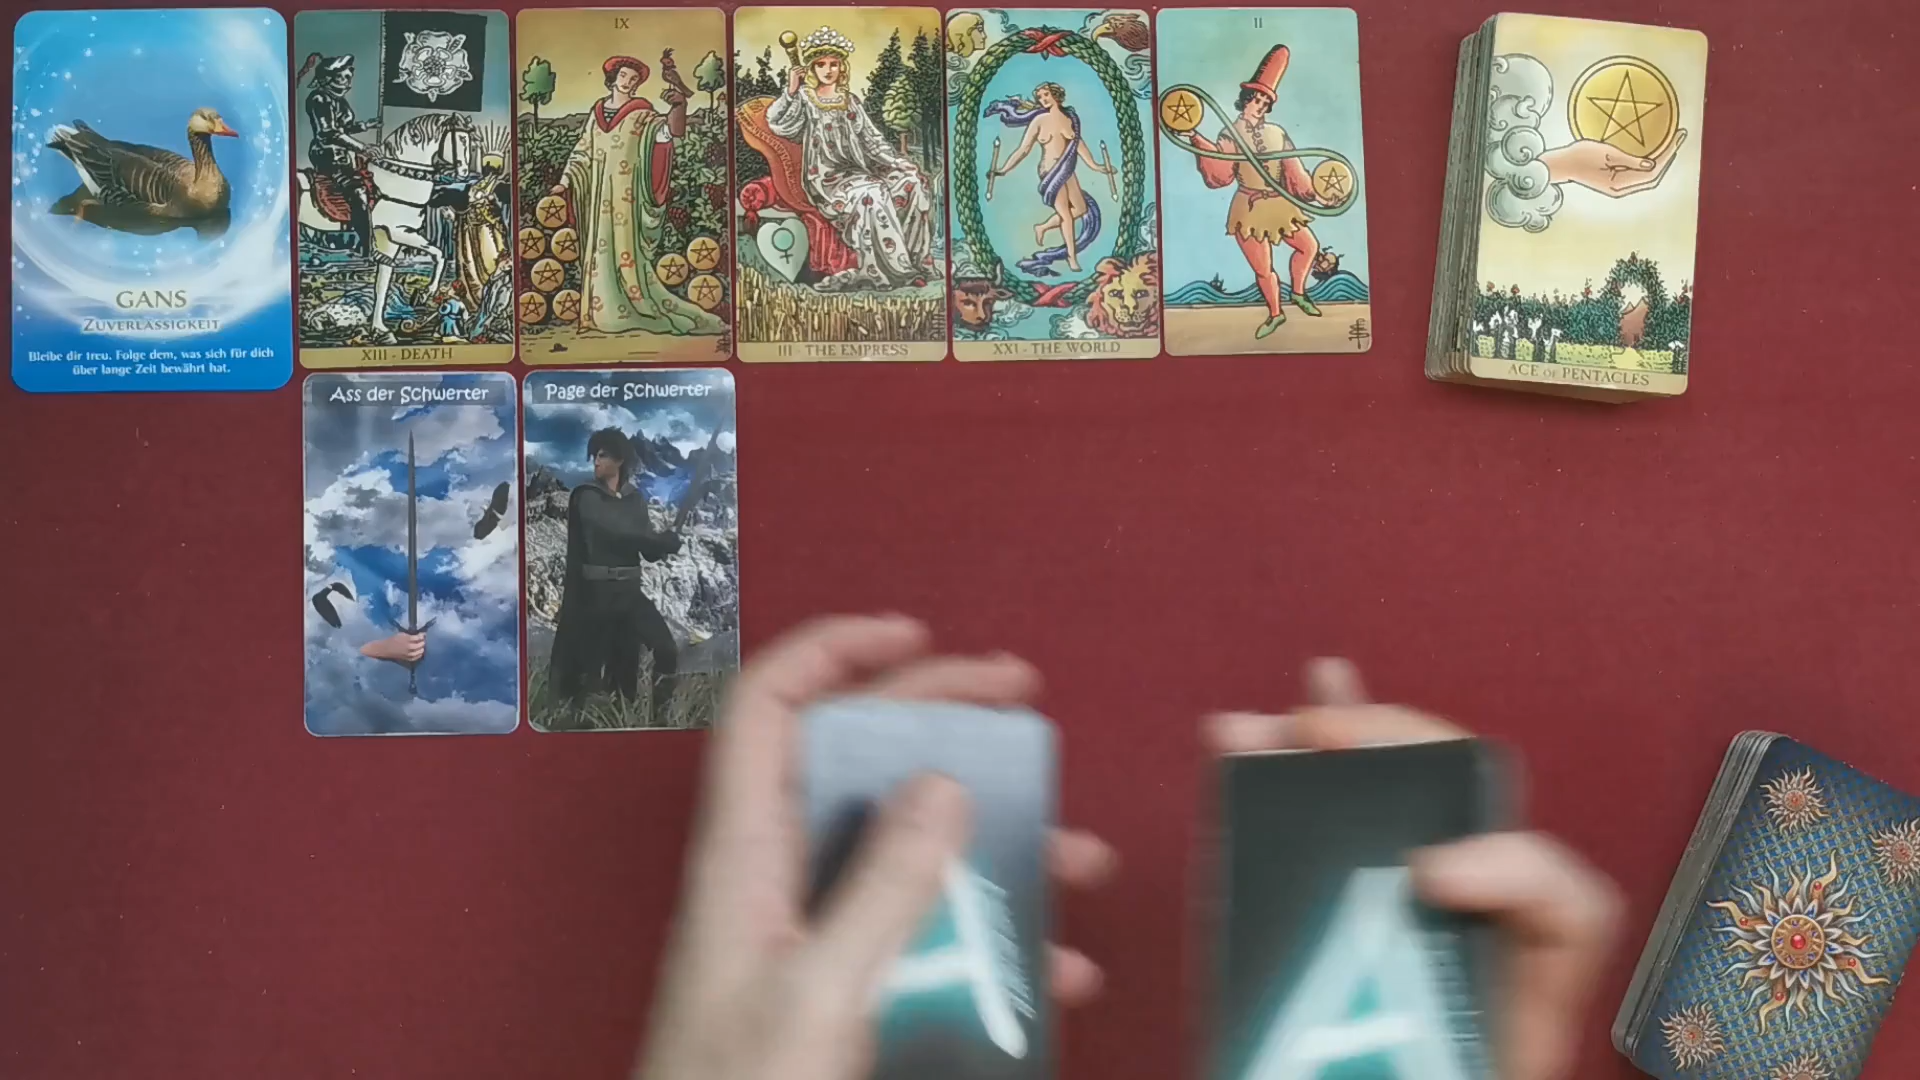 GANS
ZUVERLÄSSIGKEIT
Bleibe dir treu. Folge dem, was sich für dich
über lange Zeit bewährt hat.
XIII - DEATH
IX
III - THE EMPRESS
XXI - THE WORLD
II
ACE OF PENTACLES
Ass der Schwerter
Page der Schwerter
A
A